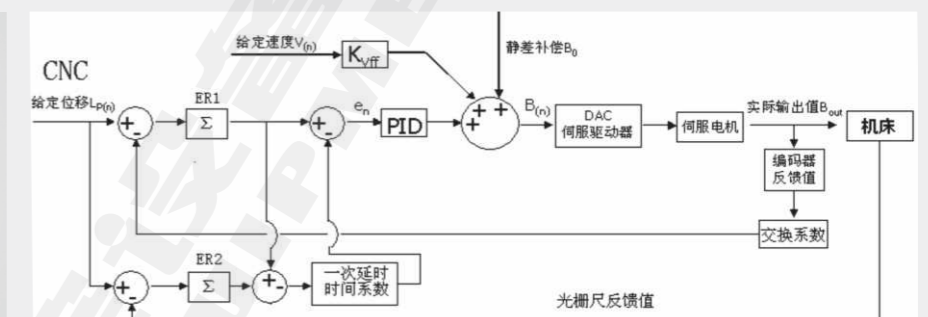 给定速度V(n)
Kvff
静差补偿B0
CNC
给定位移LP(n)
ER1
Σ
en
PID
B(n)
DAC
伺服驱动器
伺服电机
实际输出值Bout
机床
编码器
反馈值
交换系数
ER2
Σ
一次延时
时间系数
光栅尺反馈值